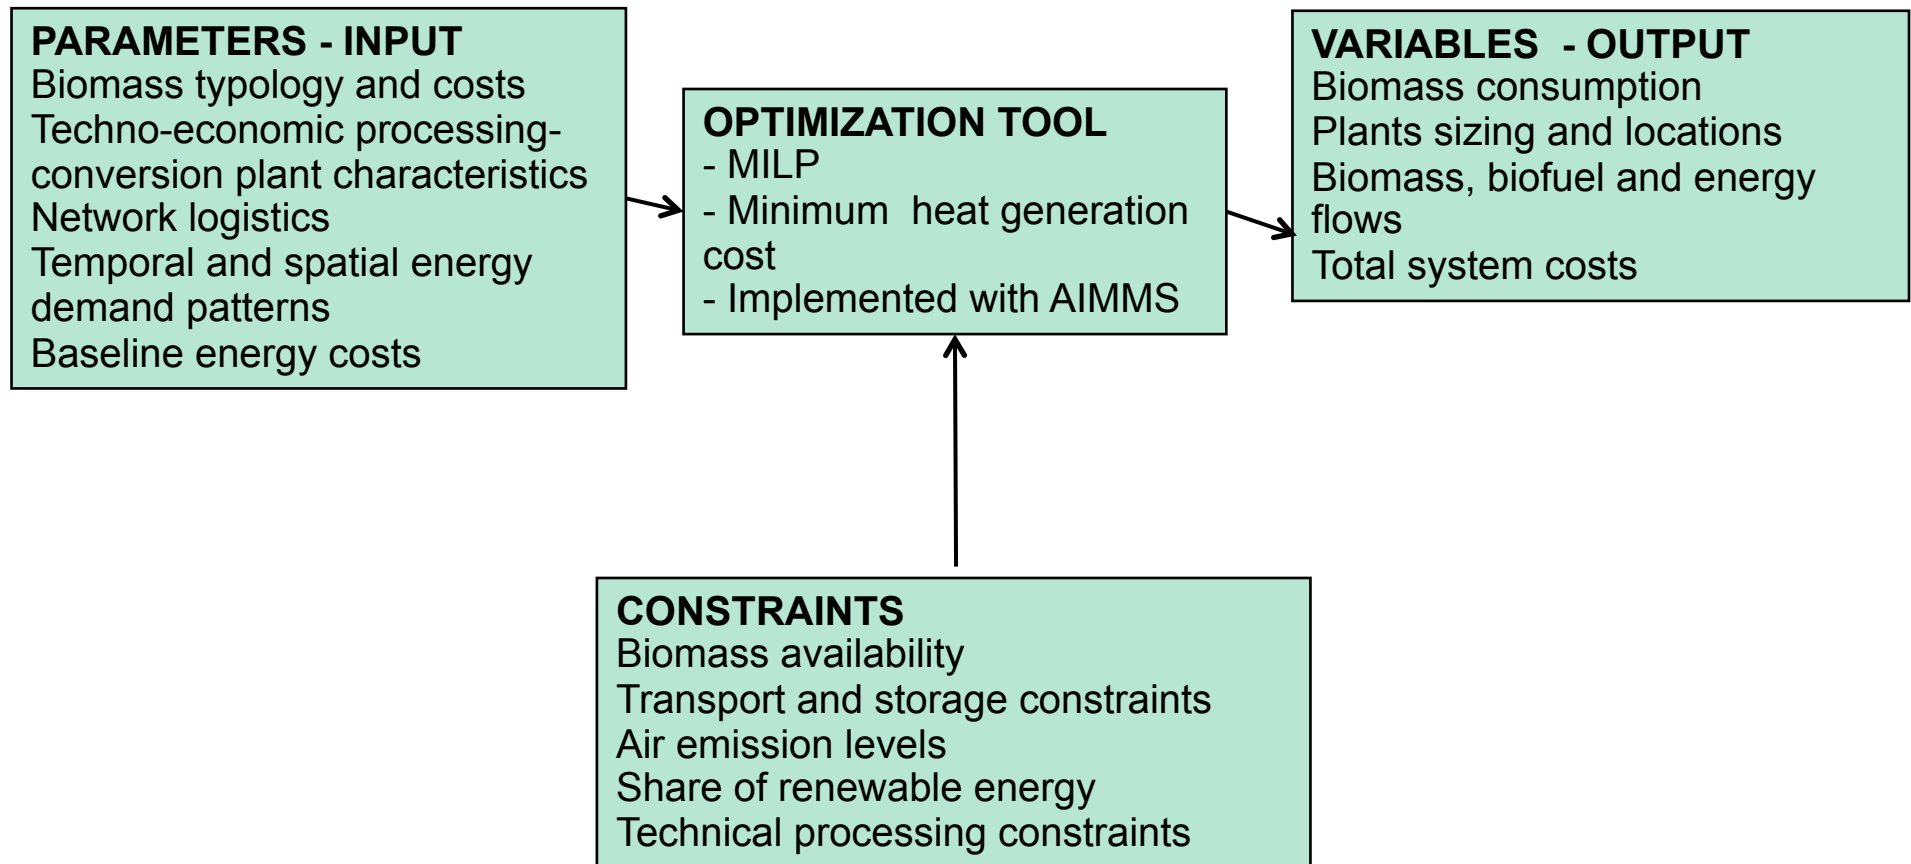 PARAMETERS - INPUT
Biomass typology and costs
Techno-economic processing-
conversion plant characteristics
Network logistics
Temporal and spatial energy
demand patterns
Baseline energy costs
OPTIMIZATION TOOL
- MILP
- Minimum  heat generation
cost
- Implemented with AIMMS
VARIABLES  - OUTPUT
Biomass consumption
Plants sizing and locations
Biomass, biofuel and energy
flows
Total system costs
CONSTRAINTS
Biomass availability
Transport and storage constraints
Air emission levels
Share of renewable energy
Technical processing constraints